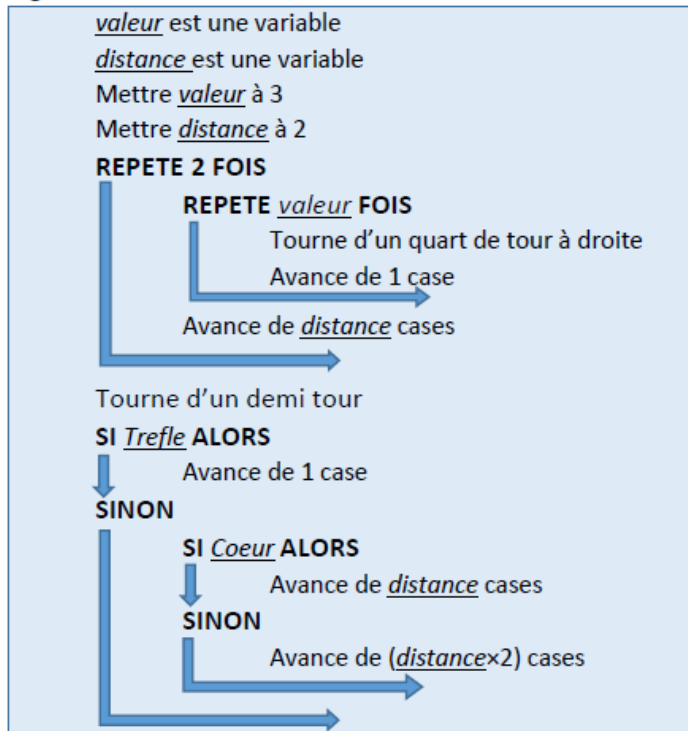 valeur est une variable
distance est une variable
Mettre valeur à 3
Mettre distance à 2
REPETE 2 FOIS
REPETE valeur FOIS
Tourne d'un quart de tour à droite
Avance de 1 case
Avance de distance cases
Tourne d'un demi tour
SI Trefle ALORS
Avance de 1 case
SINON
SI Coeur ALORS
Avance de distance cases
SINON
Avance de (distance×2) cases